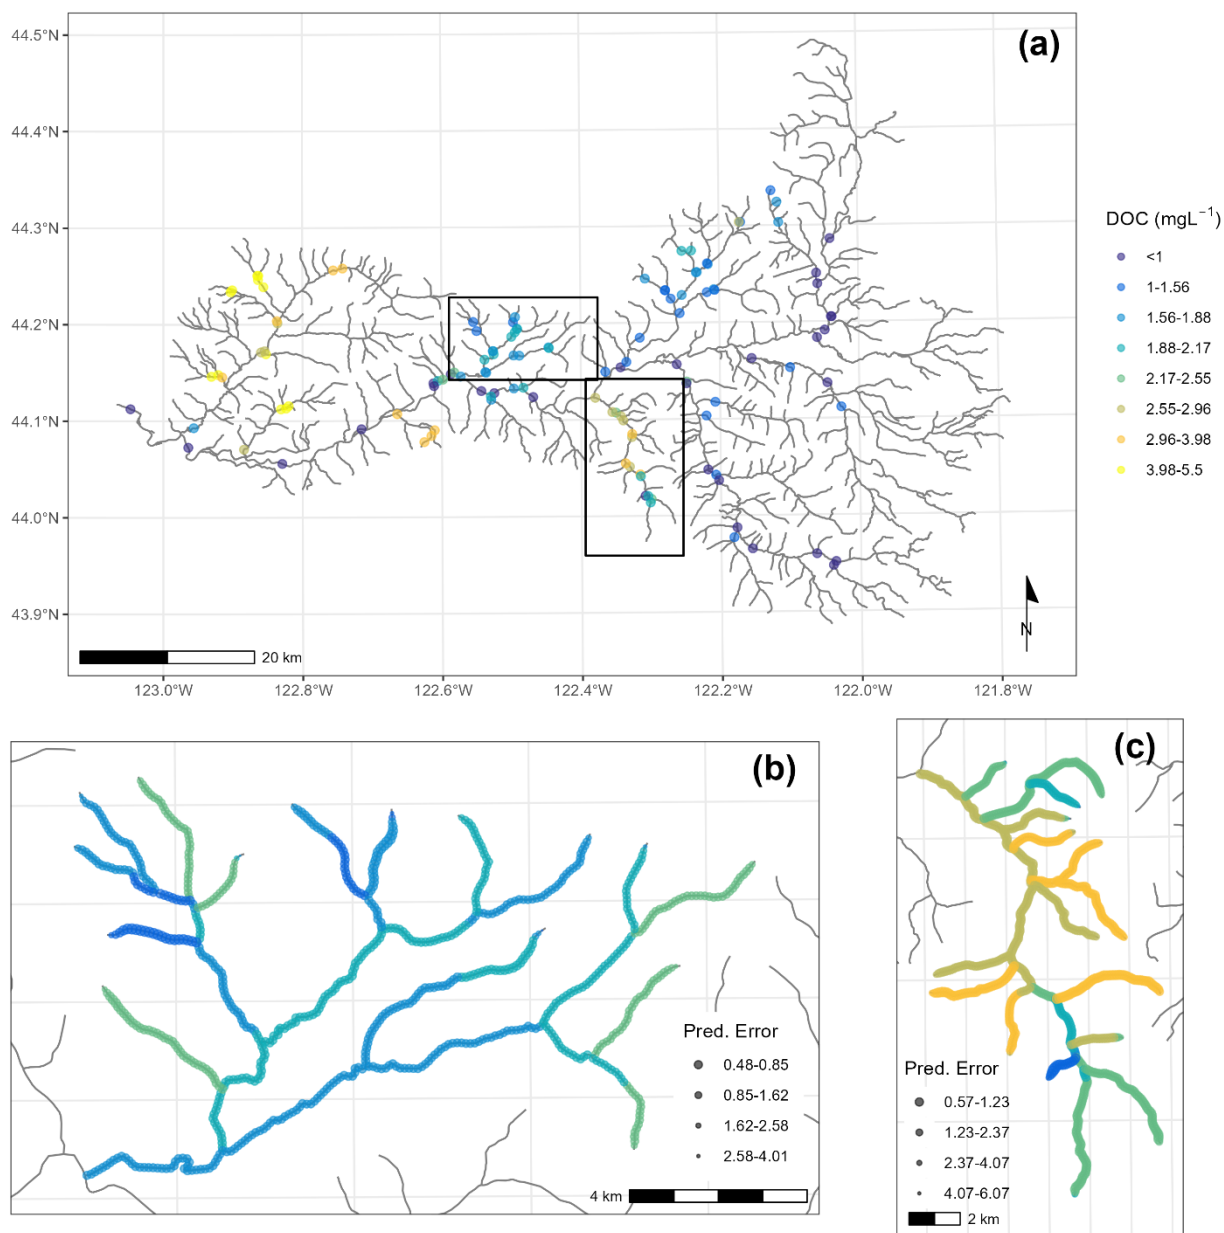 (a)
44.5°N
44.4°N
44.3°N
44.2°N
44.1°N
44.0°N
43.9°N
20 km
N
123.0°W 122.8°W 122.6°W 122.4°W 122.2°W 122.0°W 121.8°W
DOC (mgL⁻¹)
<1
1-1.56
1.56-1.88
1.88-2.17
2.17-2.55
2.55-2.96
2.96-3.98
3.98-5.5
(b)
Pred. Error
0.48-0.85
0.85-1.62
1.62-2.58
2.58-4.01
4 km
(c)
Pred. Error
0.57-1.23
1.23-2.37
2.37-4.07
4.07-6.07
2 km